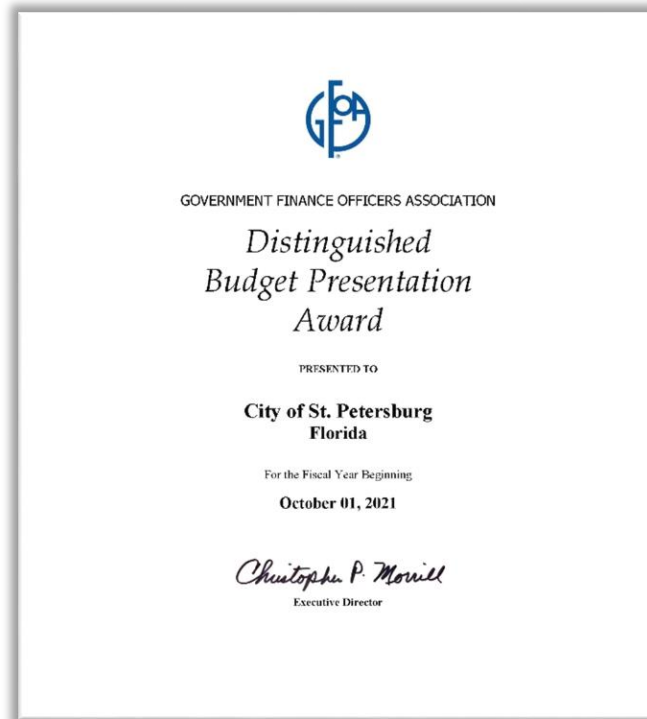 GFOA
GOVERNMENT FINANCE OFFICERS ASSOCIATION
Distinguished
Budget Presentation
Award
PRESENTED TO
City of St. Petersburg
Florida
For the Fiscal Year Beginning
October 01, 2021
Christopher P. Morrill
Executive Director